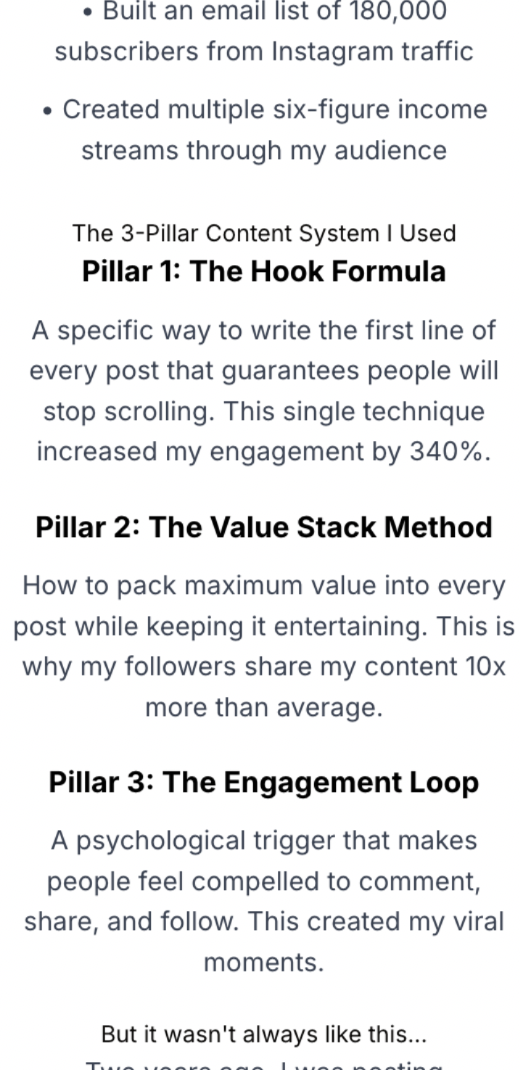 • Built an email list of 180,000
subscribers from Instagram traffic
• Created multiple six-figure income
streams through my audience
The 3-Pillar Content System I Used
Pillar 1: The Hook Formula
A specific way to write the first line of
every post that guarantees people will
stop scrolling. This single technique
increased my engagement by 340%.
Pillar 2: The Value Stack Method
How to pack maximum value into every
post while keeping it entertaining. This is
why my followers share my content 10x
more than average.
Pillar 3: The Engagement Loop
A psychological trigger that makes
people feel compelled to comment,
share, and follow. This created my viral
moments.
But it wasn't always like this...
Two years ago, I was posting